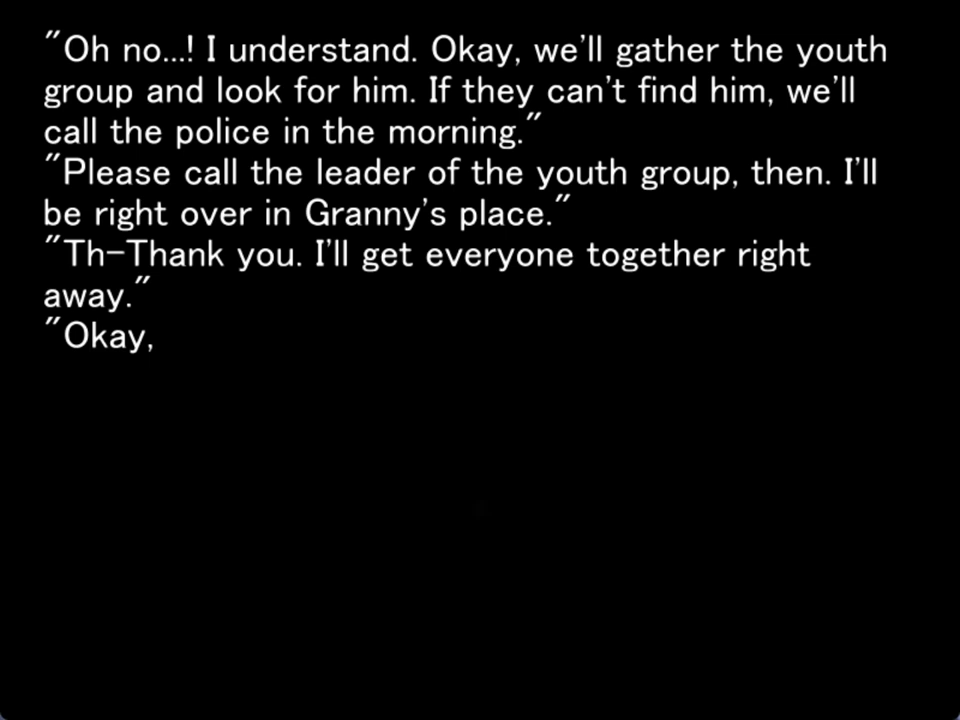 "Oh no...! I understand. Okay, we'll gather the youth
group and look for him. If they can't find him, we'll
call the police in the morning."
"Please call the leader of the youth group, then. I'll
be right over in Granny's place."
"Th-Thank you. I'll get everyone together right
away."
"Okay,